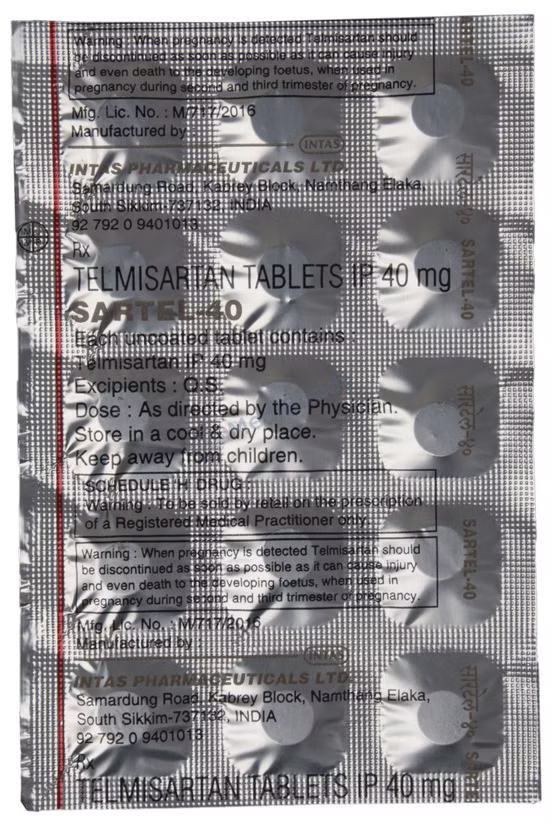 Warning : When pregnancy is detected Telmisartan should
be discontinued as soon as possible as it can cause injury
and even death to the developing foetus, when used in
pregnancy during second and third trimester of pregnancy.
Mfg. Lic. No. : M/717/2016
Manufactured by :
INTAS
INTAS PHARMACEUTICALS LTD.
Samardung Road, Kabrey Block, Namthang Elaka,
South Sikkim-737132, INDIA
92 792 0 9401013
Rx
TELMISARTAN TABLETS IP 40 mg
SARTEL-40
Each uncoated tablet contains :
Telmisartan IP 40 mg
Excipients : Q.S.
Dose : As directed by the Physician.
Store in a cool & dry place.
Keep away from children.
SCHEDULE 'H' DRUG :
Warning : To be sold by retail on the prescription
of a Registered Medical Practitioner only.
Warning : When pregnancy is detected Telmisartan should
be discontinued as soon as possible as it can cause injury
and even death to the developing foetus, when used in
pregnancy during second and third trimester of pregnancy.
Mfg. Lic. No. : M/717/2016
Manufactured by :
INTAS
INTAS PHARMACEUTICALS LTD.
Samardung Road, Kabrey Block, Namthang Elaka,
South Sikkim-737132, INDIA
92 792 0 9401013
Rx
TELMISARTAN TABLETS IP 40 mg
SARTEL-40
सारटेल-४०
SARTEL-40
सारटेल-४०
SARTEL-40
सारटेल-४०
SARTE